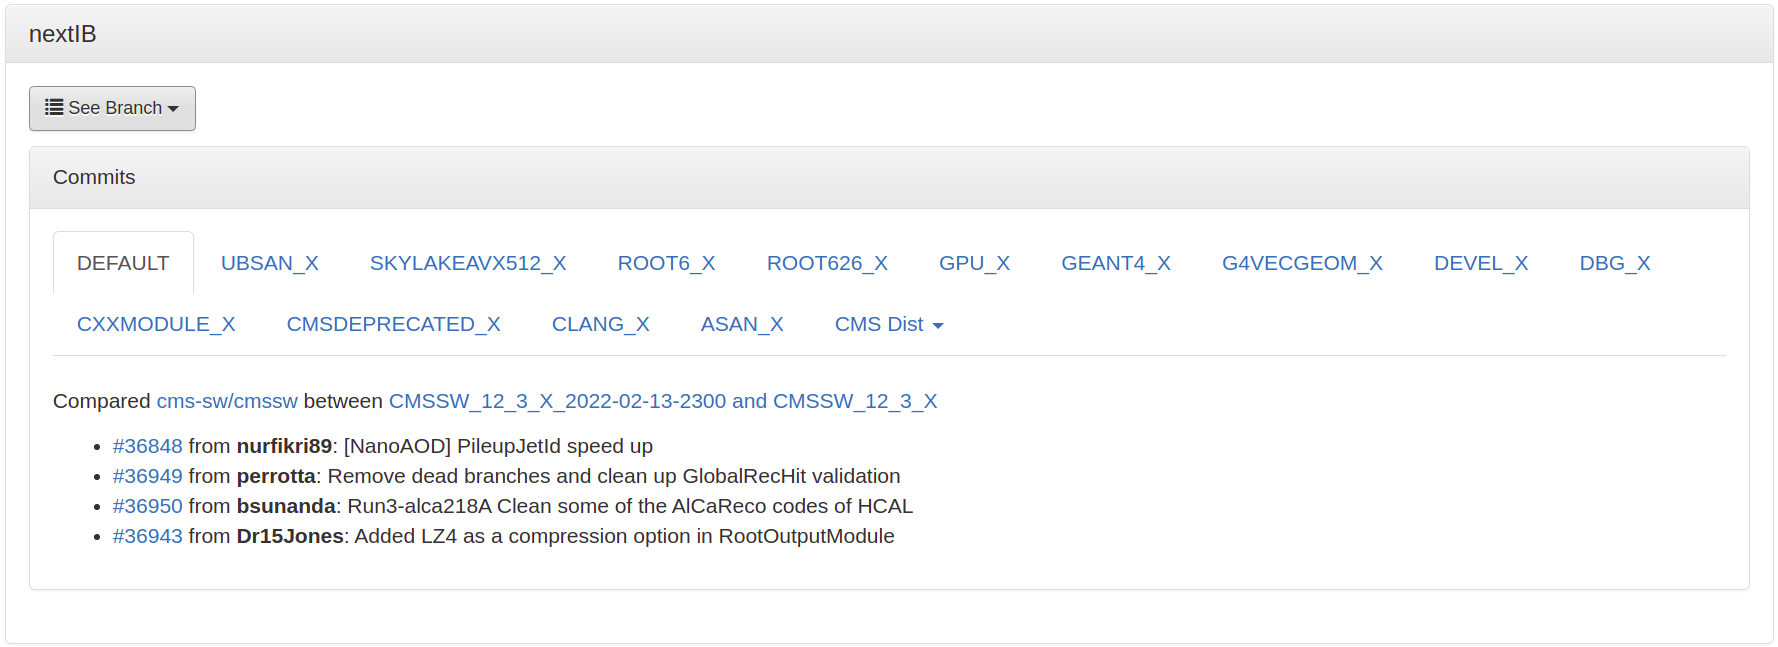 nextIB
See Branch
Commits
DEFAULT UBSAN_X SKYLAKEAVX512_X ROOT6_X ROOT626_X GPU_X GEANT4_X G4VECGEOM_X DEVEL_X DBG_X
CXXMODULE_X CMSDEPRECATED_X CLANG_X ASAN_X CMS Dist
Compared cms-sw/cmssw between CMSSW_12_3_X_2022-02-13-2300 and CMSSW_12_3_X
• #36848 from nurfikri89: [NanoAOD] PileupJetId speed up
• #36949 from perrotta: Remove dead branches and clean up GlobalRecHit validation
• #36950 from bsunanda: Run3-alca218A Clean some of the AlCaReco codes of HCAL
• #36943 from Dr15Jones: Added LZ4 as a compression option in RootOutputModule